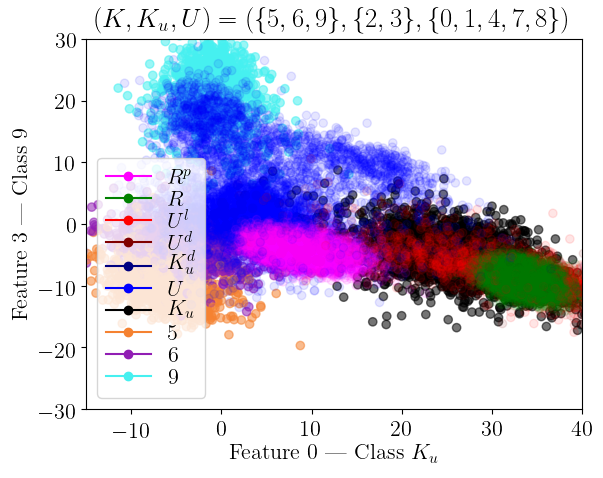 (K, K_u, U) = ({5, 6, 9}, {2, 3}, {0, 1, 4, 7, 8})
30
20
10
0
−10
−20
−30
Feature 3 — Class 9
R^p
R
U^l
U^d
K_u^d
U
K_u
5
6
9
−10
0
10
20
30
40
Feature 0 — Class K_u